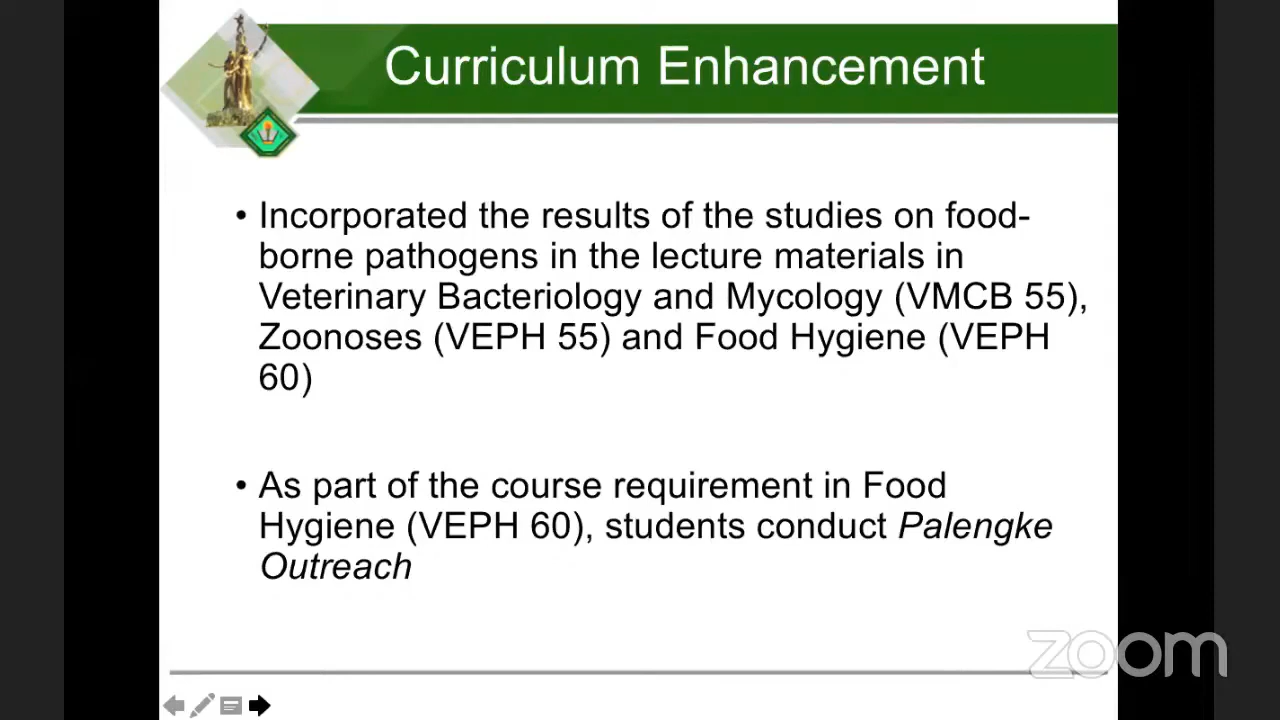 Curriculum Enhancement
• Incorporated the results of the studies on food-
borne pathogens in the lecture materials in
Veterinary Bacteriology and Mycology (VMCB 55),
Zoonoses (VEPH 55) and Food Hygiene (VEPH
60)
• As part of the course requirement in Food
Hygiene (VEPH 60), students conduct Palengke
Outreach
zoom